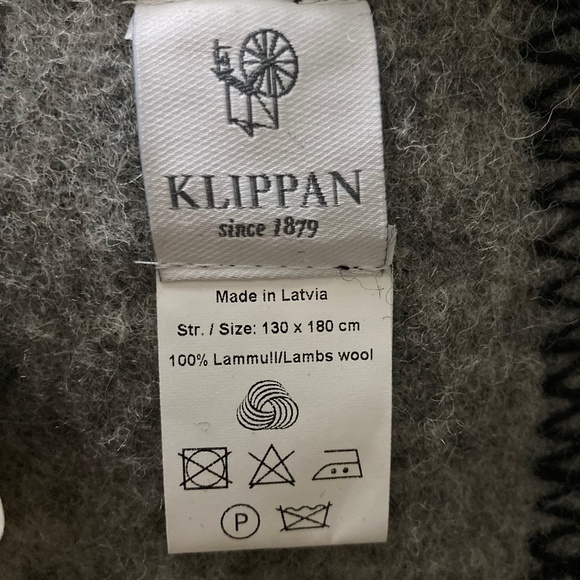 KLIPPAN
since 1879
Made in Latvia
Str. / Size: 130 x 180 cm
100% Lammull/Lambs wool
P